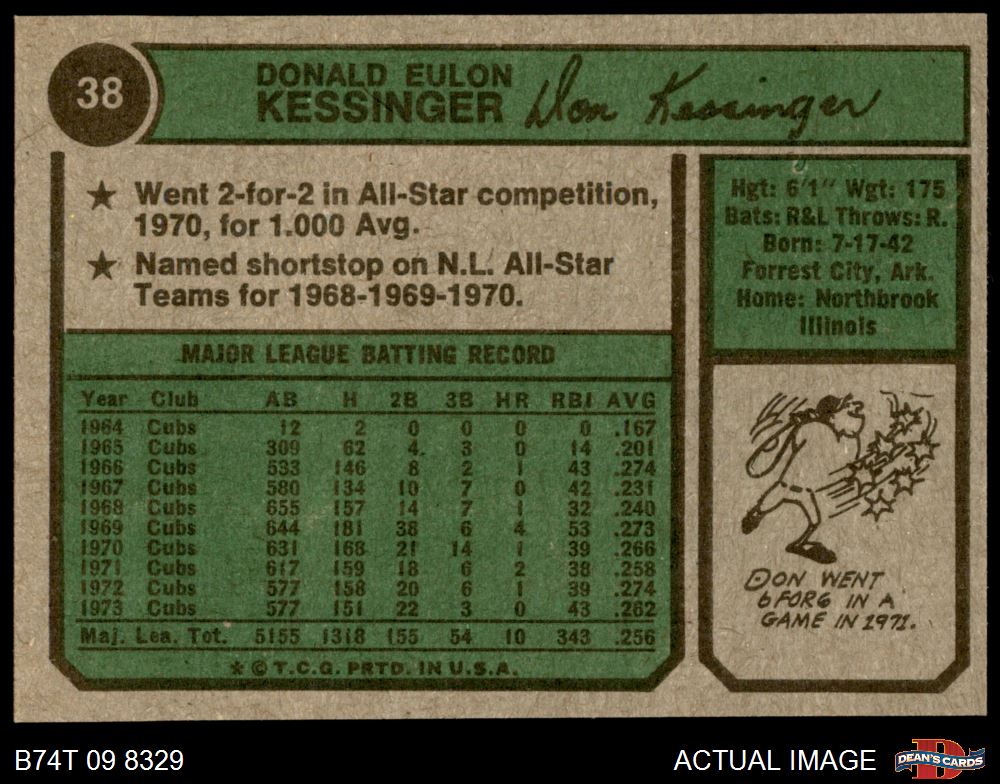 38
DONALD EULON
KESSINGER Don Kessinger
★ Went 2-for-2 in All-Star competition,
1970, for 1.000 Avg.
★ Named shortstop on N.L. All-Star
Teams for 1968-1969-1970.
Hgt: 6'1" Wgt: 175
Bats: R&L Throws: R.
Born: 7-17-42
Forrest City, Ark.
Home: Northbrook
Illinois
MAJOR LEAGUE BATTING RECORD
Year Club AB H 2B 3B HR RBI AVG
1964 Cubs 12 2 0 0 0 0 .167
1965 Cubs 309 62 4 3 0 14 .201
1966 Cubs 533 146 8 2 1 43 .274
1967 Cubs 580 134 10 7 0 42 .231
1968 Cubs 655 157 14 7 1 32 .240
1969 Cubs 644 181 38 6 4 53 .273
1970 Cubs 631 168 21 14 1 39 .266
1971 Cubs 617 159 18 6 2 38 .258
1972 Cubs 577 158 20 6 1 39 .274
1973 Cubs 577 151 22 3 0 43 .262
Maj. Lea. Tot. 5155 1318 155 54 10 343 .256
★ © T.C.G. PRTD. IN U.S.A.
DON WENT
6 FOR 6 IN A
GAME IN 1971.
B74T 09 8329
ACTUAL IMAGE
D
DEAN'S CARDS